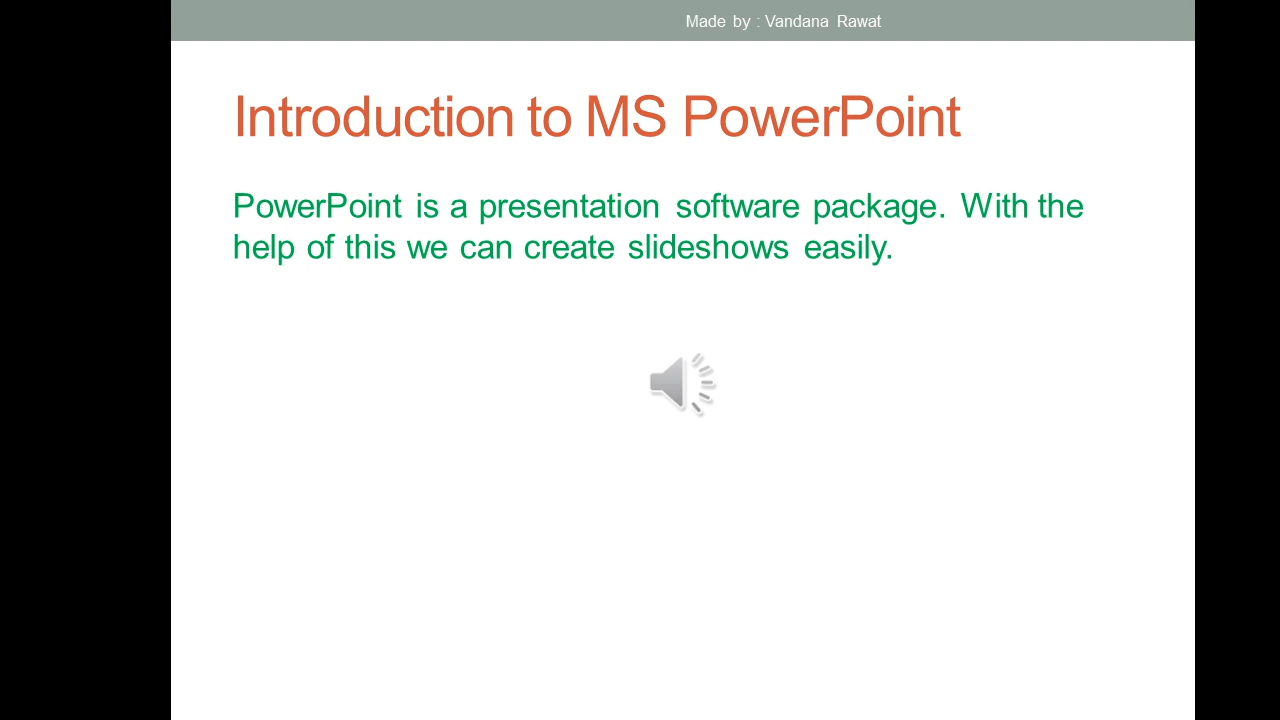 Made by : Vandana Rawat
Introduction to MS PowerPoint
PowerPoint is a presentation software package. With the
help of this we can create slideshows easily.